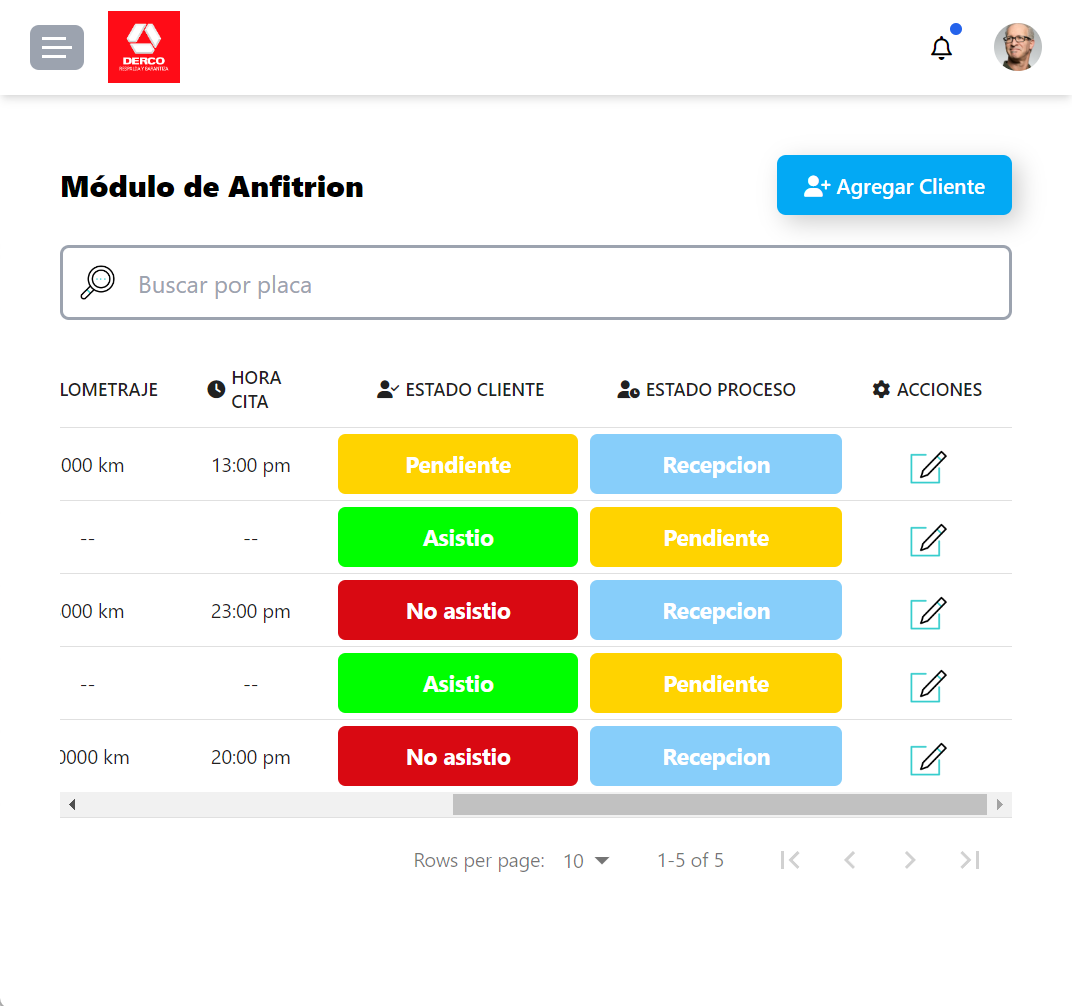 DERCO
RESPALDA Y GARANTIZA
Módulo de Anfitrion
Agregar Cliente
Buscar por placa
LOMETRAJE HORA CITA ESTADO CLIENTE ESTADO PROCESO ACCIONES
000 km 13:00 pm Pendiente Recepcion
-- -- Asistio Pendiente
000 km 23:00 pm No asistio Recepcion
-- -- Asistio Pendiente
0000 km 20:00 pm No asistio Recepcion
Rows per page: 10 1-5 of 5